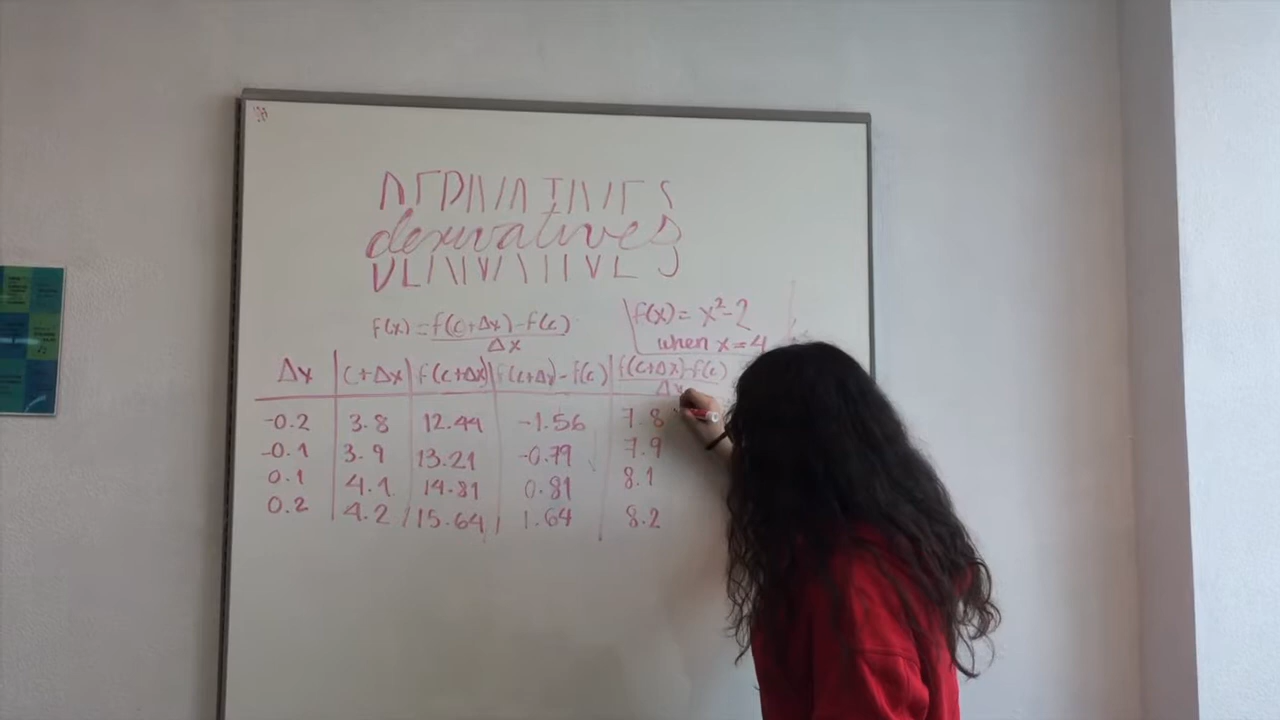 derivatives
f(x) = f(c+Δx)-f(c) / Δx
f(x) = x²-2
when x=4
Δx | c+Δx | f(c+Δx) | f(c+Δx)-f(c) | f(c+Δx)-f(c) / Δx
-0.2 3.8 12.44 -1.56 7.8
-0.1 3.9 13.21 -0.79 7.9
0.1 4.1 14.81 0.81 8.1
0.2 4.2 15.64 1.64 8.2